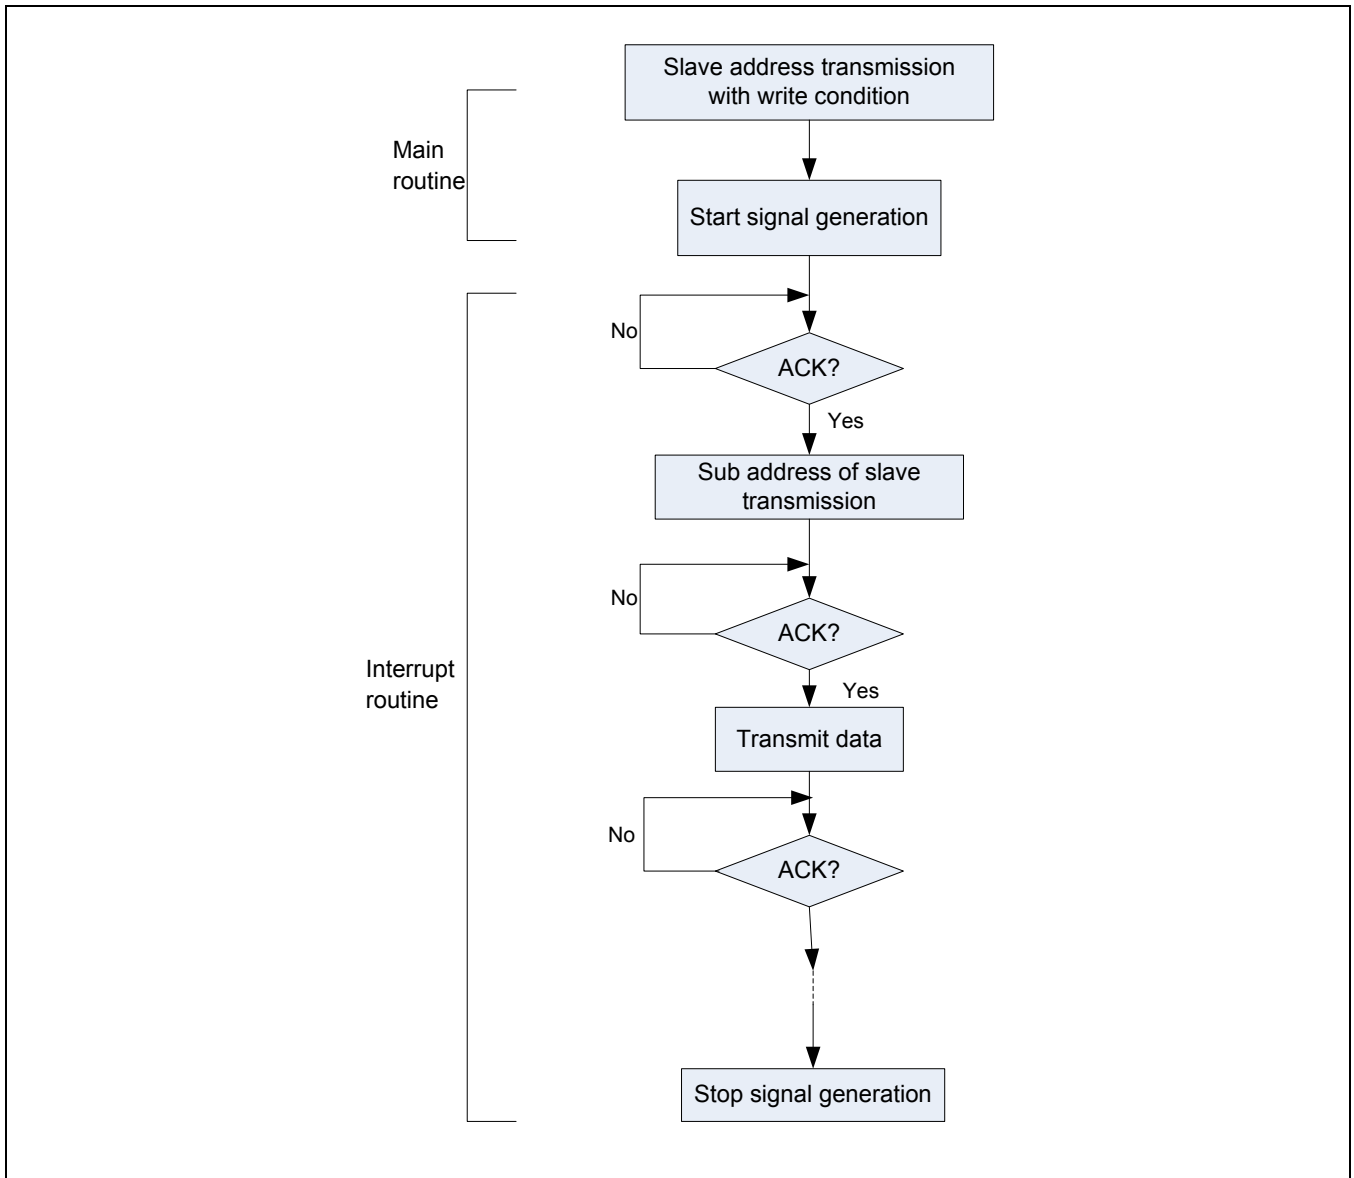 Slave address transmission
with write condition
Main
routine
Start signal generation
No
ACK?
Yes
Sub address of slave
transmission
No
ACK?
Interrupt
routine
Yes
Transmit data
No
ACK?
Stop signal generation